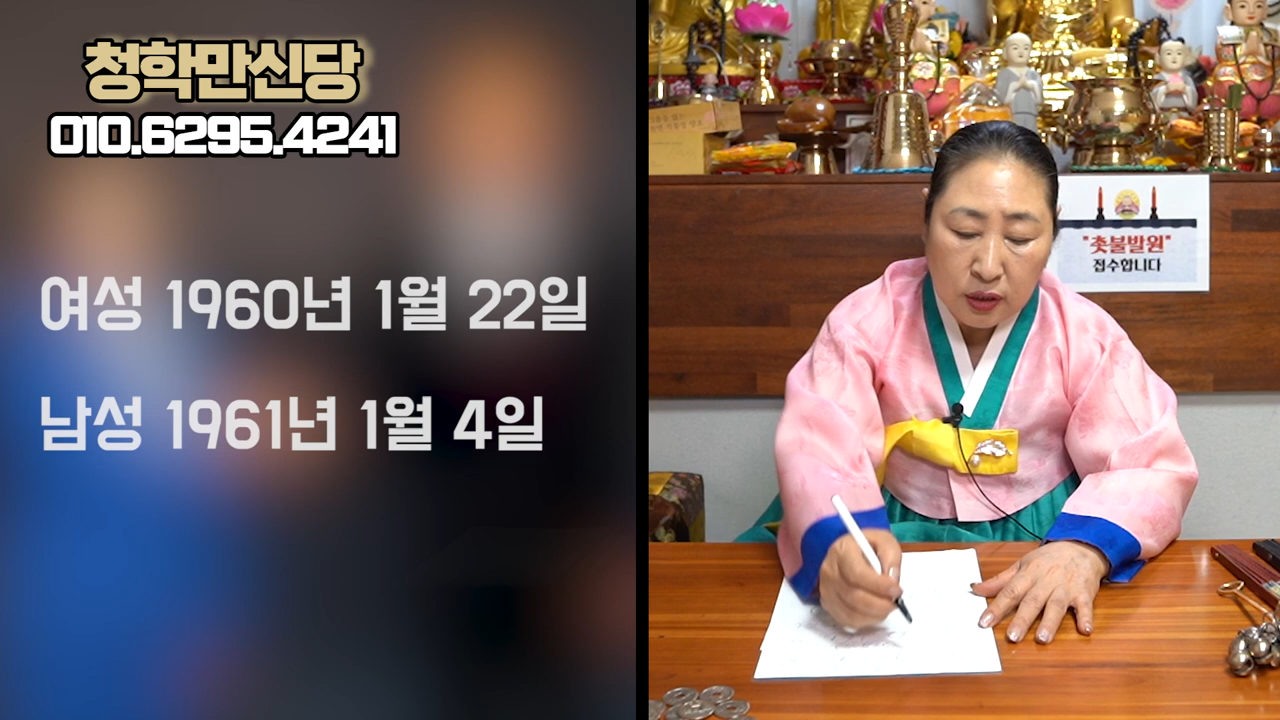 청학만신당
010.6295.4241
여성 1960년 1월 22일
남성 1961년 1월 4일
"촛불발원"
접수합니다